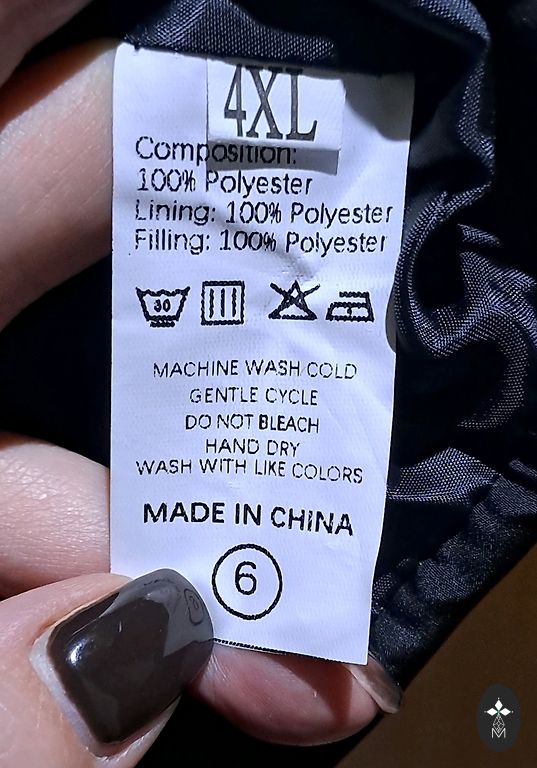 4XL
Composition:
100% Polyester
Lining: 100% Polyester
Filling: 100% Polyester
30
MACHINE WASH COLD
GENTLE CYCLE
DO NOT BLEACH
HAND DRY
WASH WITH LIKE COLORS
MADE IN CHINA
6
M